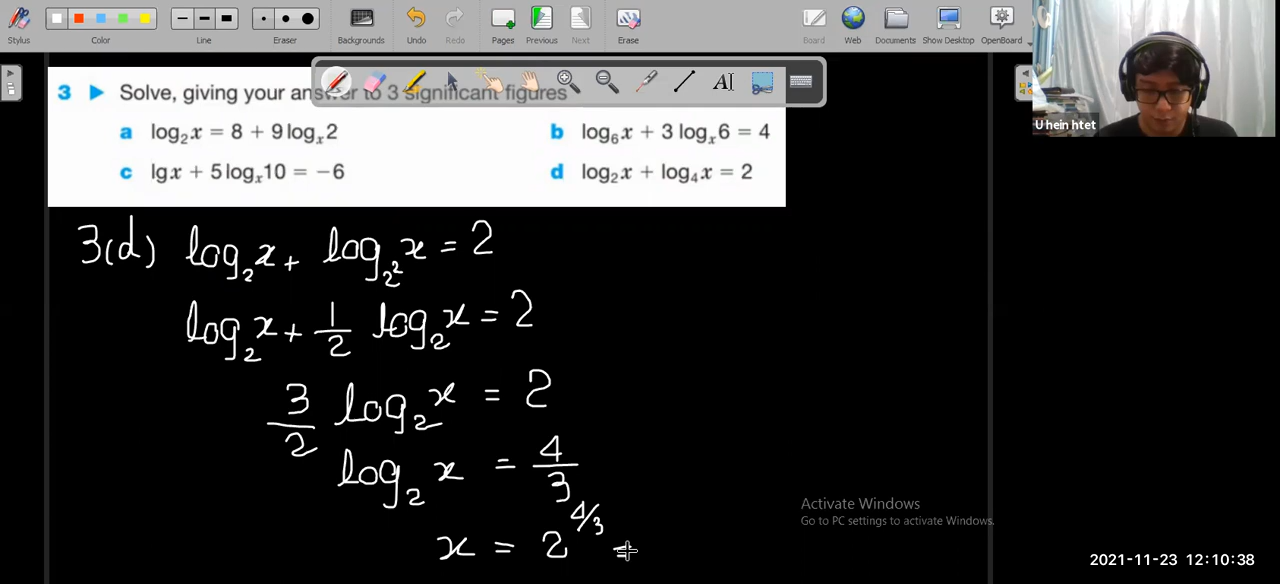 Stylus Color Line Eraser Backgrounds Undo Redo Pages Previous Next Erase Board Web Documents Show Desktop OpenBoard
3 ▶ Solve, giving your answer to 3 significant figures
a log₂x = 8 + 9 logₓ2
b log₆x + 3 logₓ6 = 4
c lgx + 5 logₓ10 = −6
d log₂x + log₄x = 2
U hein htet
3(d) log₂x + log_{2²}x = 2
log₂x + 1/2 log₂x = 2
3/2 log₂x = 2
log₂x = 4/3
x = 2^{4/3} =
Activate Windows
Go to PC settings to activate Windows.
2021-11-23 12:10:38